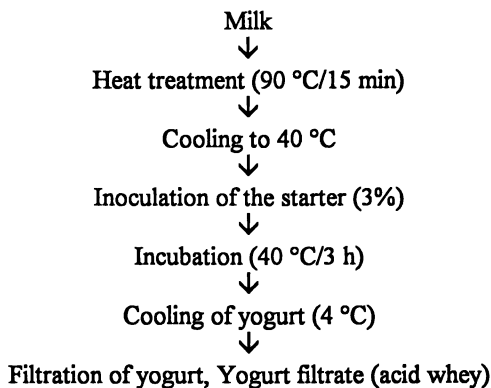 Milk
↓
Heat treatment (90 °C/15 min)
↓
Cooling to 40 °C
↓
Inoculation of the starter (3%)
↓
Incubation (40 °C/3 h)
↓
Cooling of yogurt (4 °C)
↓
Filtration of yogurt, Yogurt filtrate (acid whey)